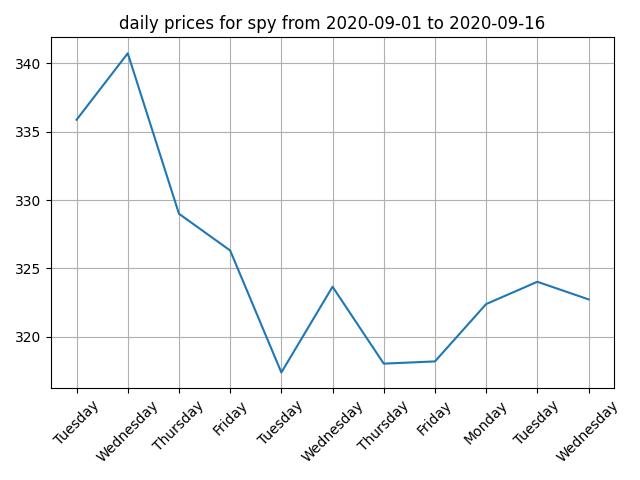 daily prices for spy from 2020-09-01 to 2020-09-16
340
335
330
325
320
Tuesday
Wednesday
Thursday
Friday
Tuesday
Wednesday
Thursday
Friday
Monday
Tuesday
Wednesday